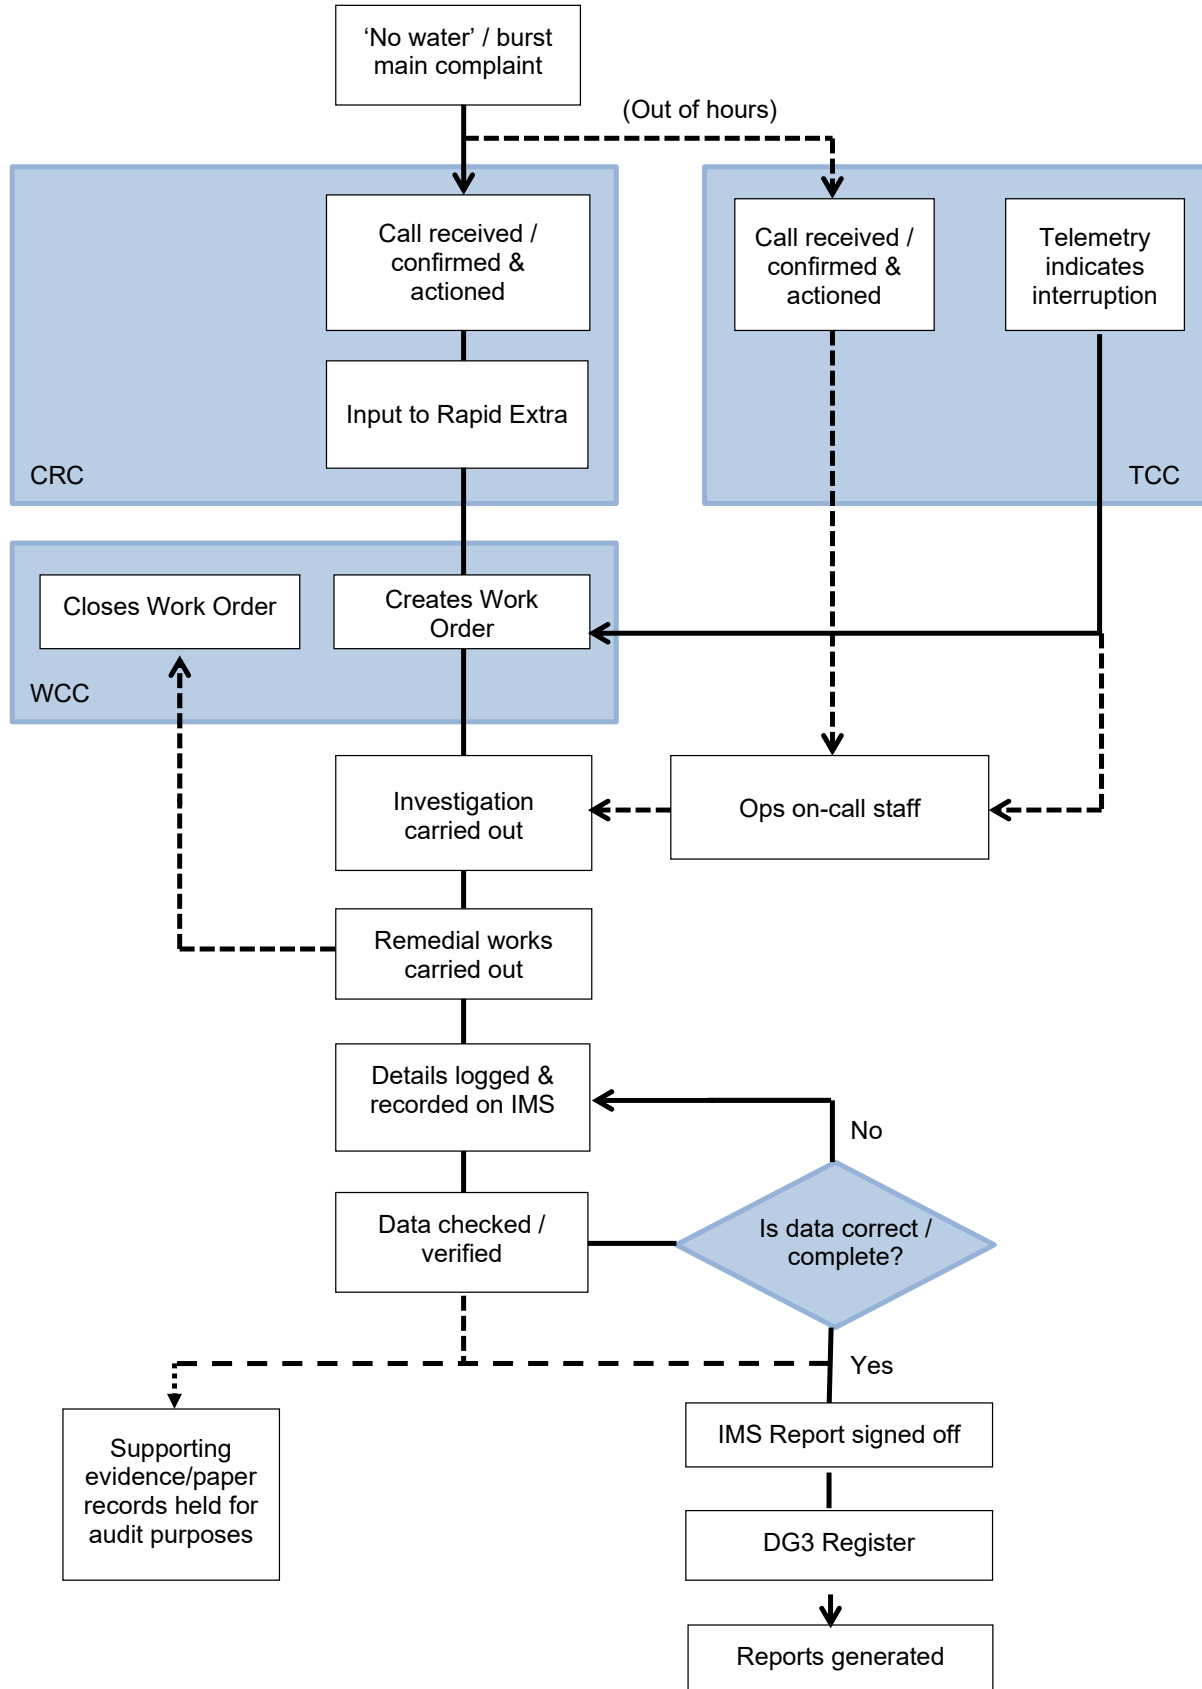 ‘No water’ / burst
main complaint
(Out of hours)
Call received /
confirmed &
actioned
Call received /
confirmed &
actioned
Telemetry
indicates
interruption
Input to Rapid Extra
CRC
TCC
Closes Work Order
Creates Work
Order
WCC
Investigation
carried out
Ops on-call staff
Remedial works
carried out
Details logged &
recorded on IMS
No
Data checked /
verified
Is data correct /
complete?
Yes
Supporting
evidence/paper
records held for
audit purposes
IMS Report signed off
DG3 Register
Reports generated